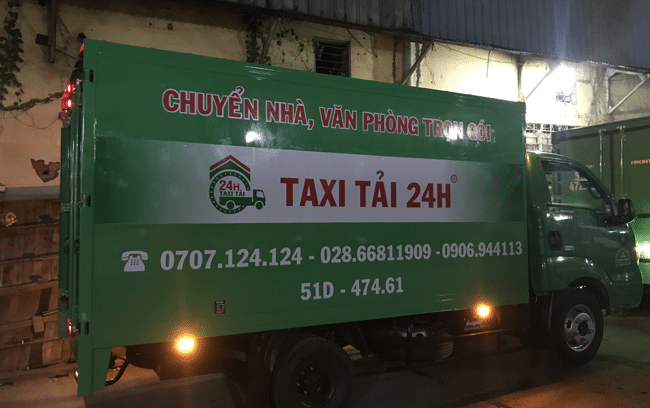 CHUYỂN NHÀ, VĂN PHÒNG TRỌN GÓI
24H
TAXI TẢI
TAXI TẢI 24H®
0707.124.124 - 028.66811909 -0906.944113
51D - 474.61